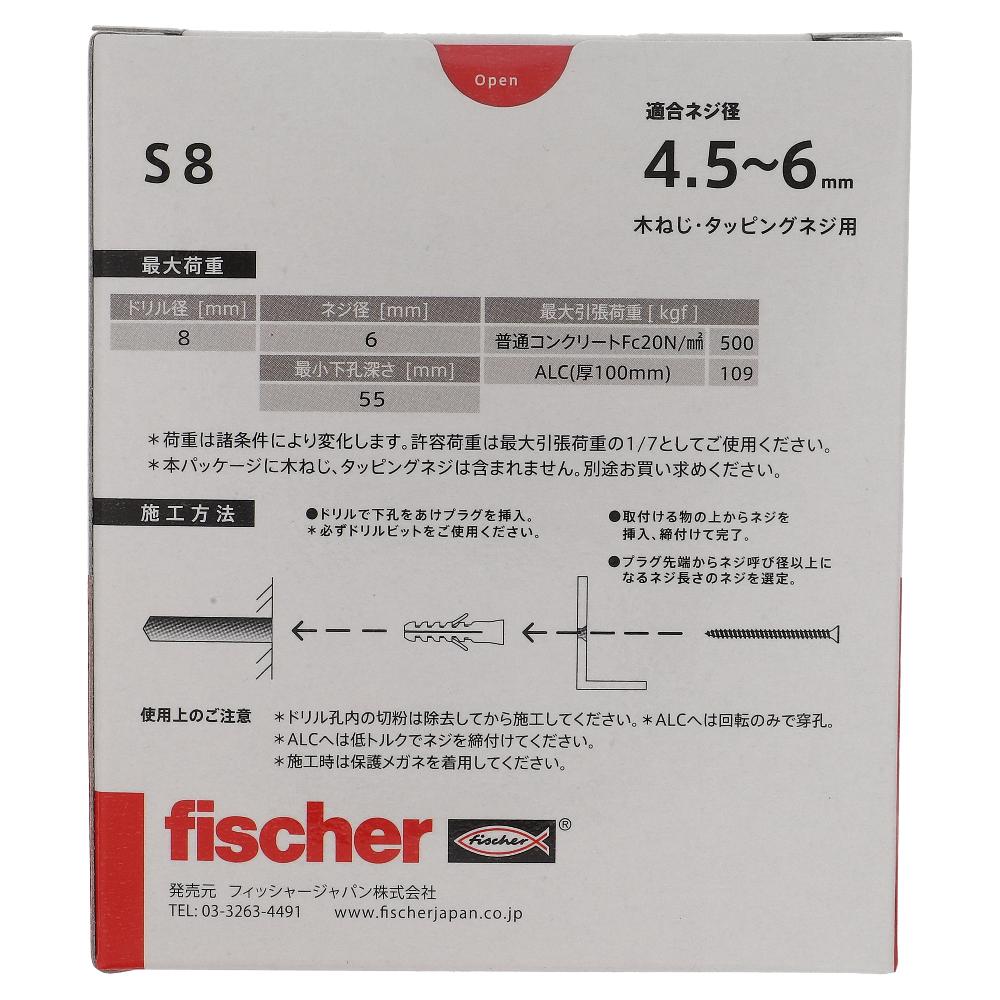 Open
S 8
適合ネジ径
4.5~6mm
木ねじ・タッピングネジ用
最大荷重
ドリル径 [mm] ネジ径 [mm] 最大引張荷重 [ kgf ]
8 6 普通コンクリートFc20N/m㎡ 500
最小下孔深さ [mm] ALC(厚100mm) 109
55
＊荷重は諸条件により変化します。許容荷重は最大引張荷重の1/7としてご使用ください。
＊本パッケージに木ねじ、タッピングネジは含まれません。別途お買い求めください。
施工方法
●ドリルで下孔をあけプラグを挿入。
＊必ずドリルビットをご使用ください。
●取付ける物の上からネジを
挿入、締付けて完了。
●プラグ先端からネジ呼び径以上に
なるネジ長さのネジを選定。
使用上のご注意 ＊ドリル孔内の切粉は除去してから施工してください。＊ALCへは回転のみで穿孔。
＊ALCへは低トルクでネジを締付けてください。
＊施工時は保護メガネを着用してください。
fischer fischer ®
発売元 フィッシャージャパン株式会社
TEL: 03-3263-4491 www.fischerjapan.co.jp